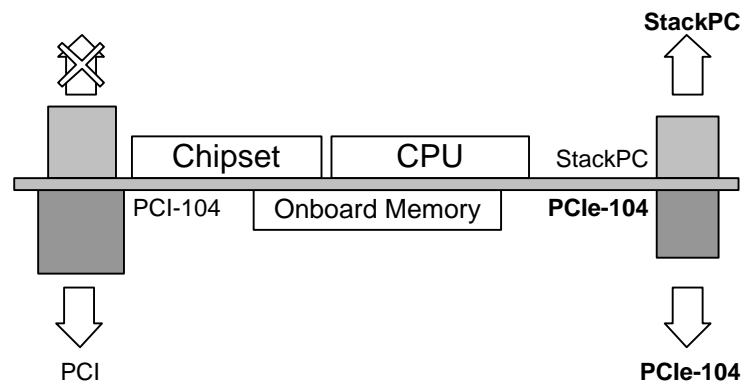 StackPC
Chipset
CPU
StackPC
PCI-104
Onboard Memory
PCIe-104
PCI
PCIe-104